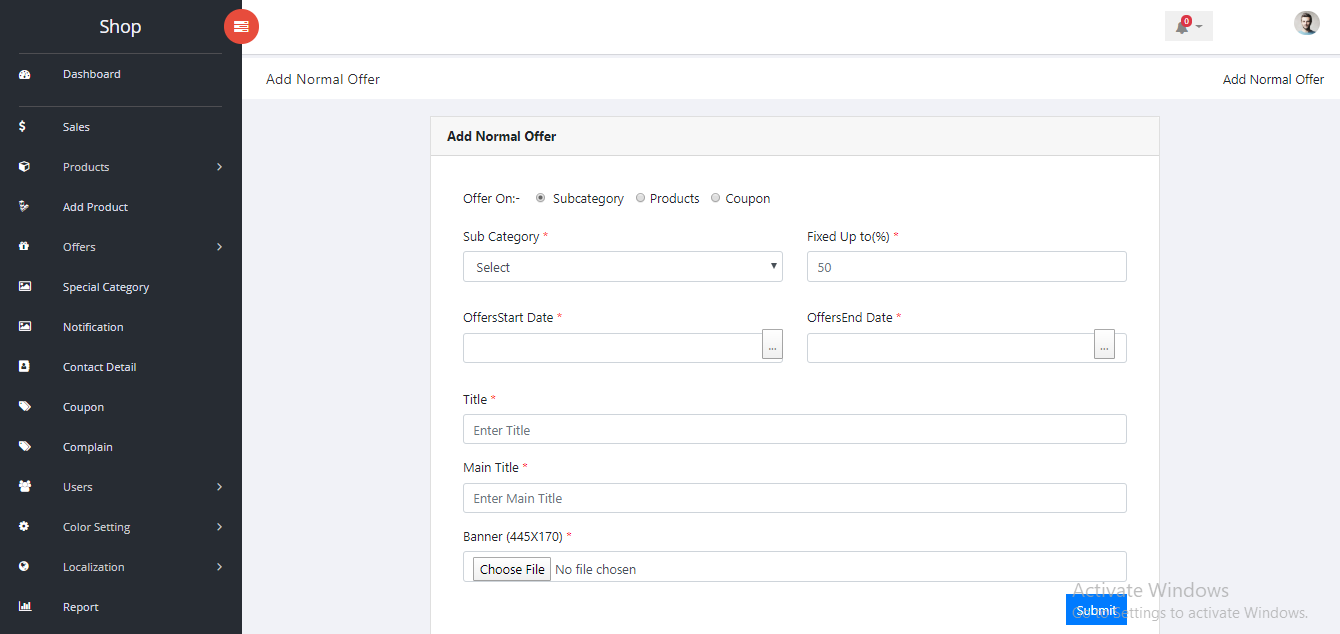 Shop
0
Dashboard
Add Normal Offer
Add Normal Offer
Sales
Products
Add Product
Offers
Special Category
Notification
Contact Detail
Coupon
Complain
Users
Color Setting
Localization
Report
Add Normal Offer
Offer On:- Subcategory Products Coupon
Sub Category * Fixed Up to(%) *
Select 50
OffersStart Date * OffersEnd Date *
... ...
Title *
Enter Title
Main Title *
Enter Main Title
Banner (445X170) *
Choose File No file chosen
Activate Windows
Submit
Go to Settings to activate Windows.